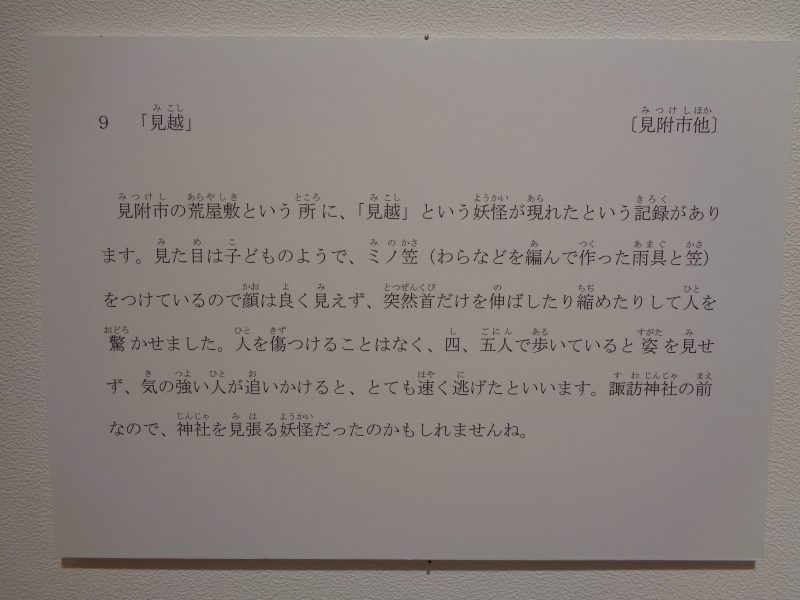 9 「見越」 〔見附市他〕
見附市の荒屋敷という所に、「見越」という妖怪が現れたという記録があり
ます。見た目は子どものようで、ミノ笠（わらなどを編んで作った雨具と笠）
をつけているので顔は良く見えず、突然首だけを伸ばしたり縮めたりして人を
驚かせました。人を傷つけることはなく、四、五人で歩いていると姿を見せ
ず、気の強い人が追いかけると、とても速く逃げたといいます。諏訪神社の前
なので、神社を見張る妖怪だったのかもしれませんね。